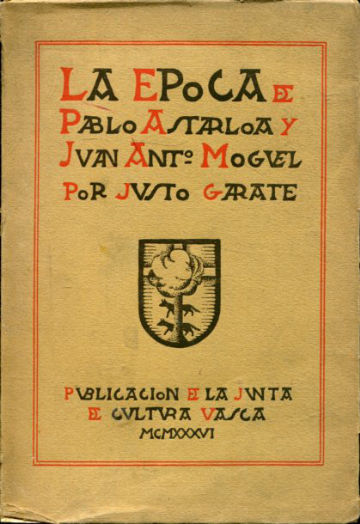 LA EPOCA DE
PABLO ASTARLOA Y
JUAN ANTº MOGUEL
POR JUSTO GARATE
PUBLICACION DE LA JUNTA
DE CULTURA VASCA
MCMXXXVI